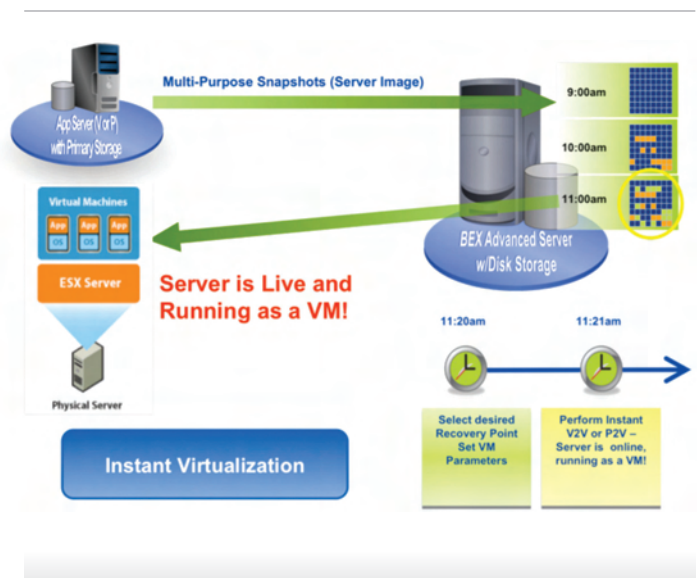 Multi-Purpose Snapshots (Server Image)
App Server (V or P)
with Primary Storage
9:00am
10:00am
11:00am
BEX Advanced Server
w/Disk Storage
Virtual Machines
App App App
OS OS OS
ESX Server
Physical Server
Server is Live and
Running as a VM!
11:20am
11:21am
Select desired
Recovery Point
Set VM
Parameters
Perform Instant
V2V or P2V –
Server is online,
running as a VM!
Instant Virtualization